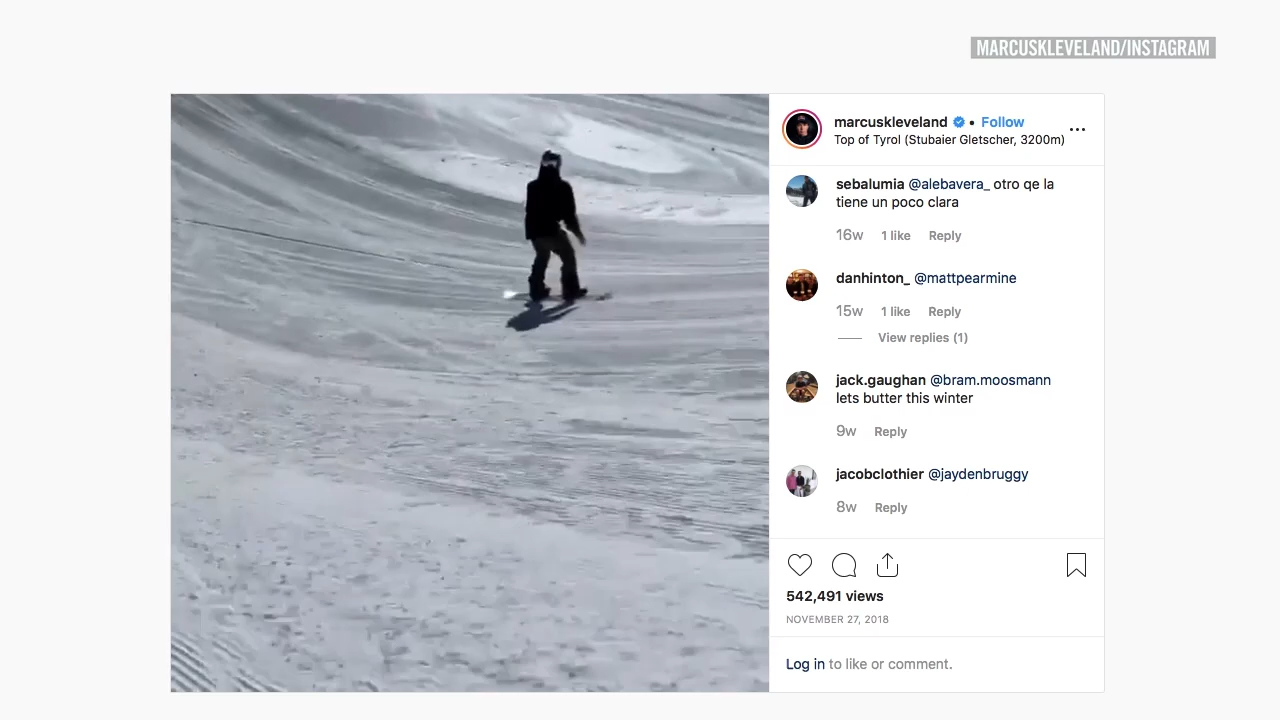 MARCUSKLEVELAND/INSTAGRAM
marcuskleveland • Follow
Top of Tyrol (Stubaier Gletscher, 3200m)
sebalumia @alebavera_ otro qe la
tiene un poco clara
16w 1 like Reply
danhinton_ @mattpearmine
15w 1 like Reply
View replies (1)
jack.gaughan @bram.moosmann
lets butter this winter
9w Reply
jacobclothier @jaydenbruggy
8w Reply
542,491 views
NOVEMBER 27, 2018
Log in to like or comment.